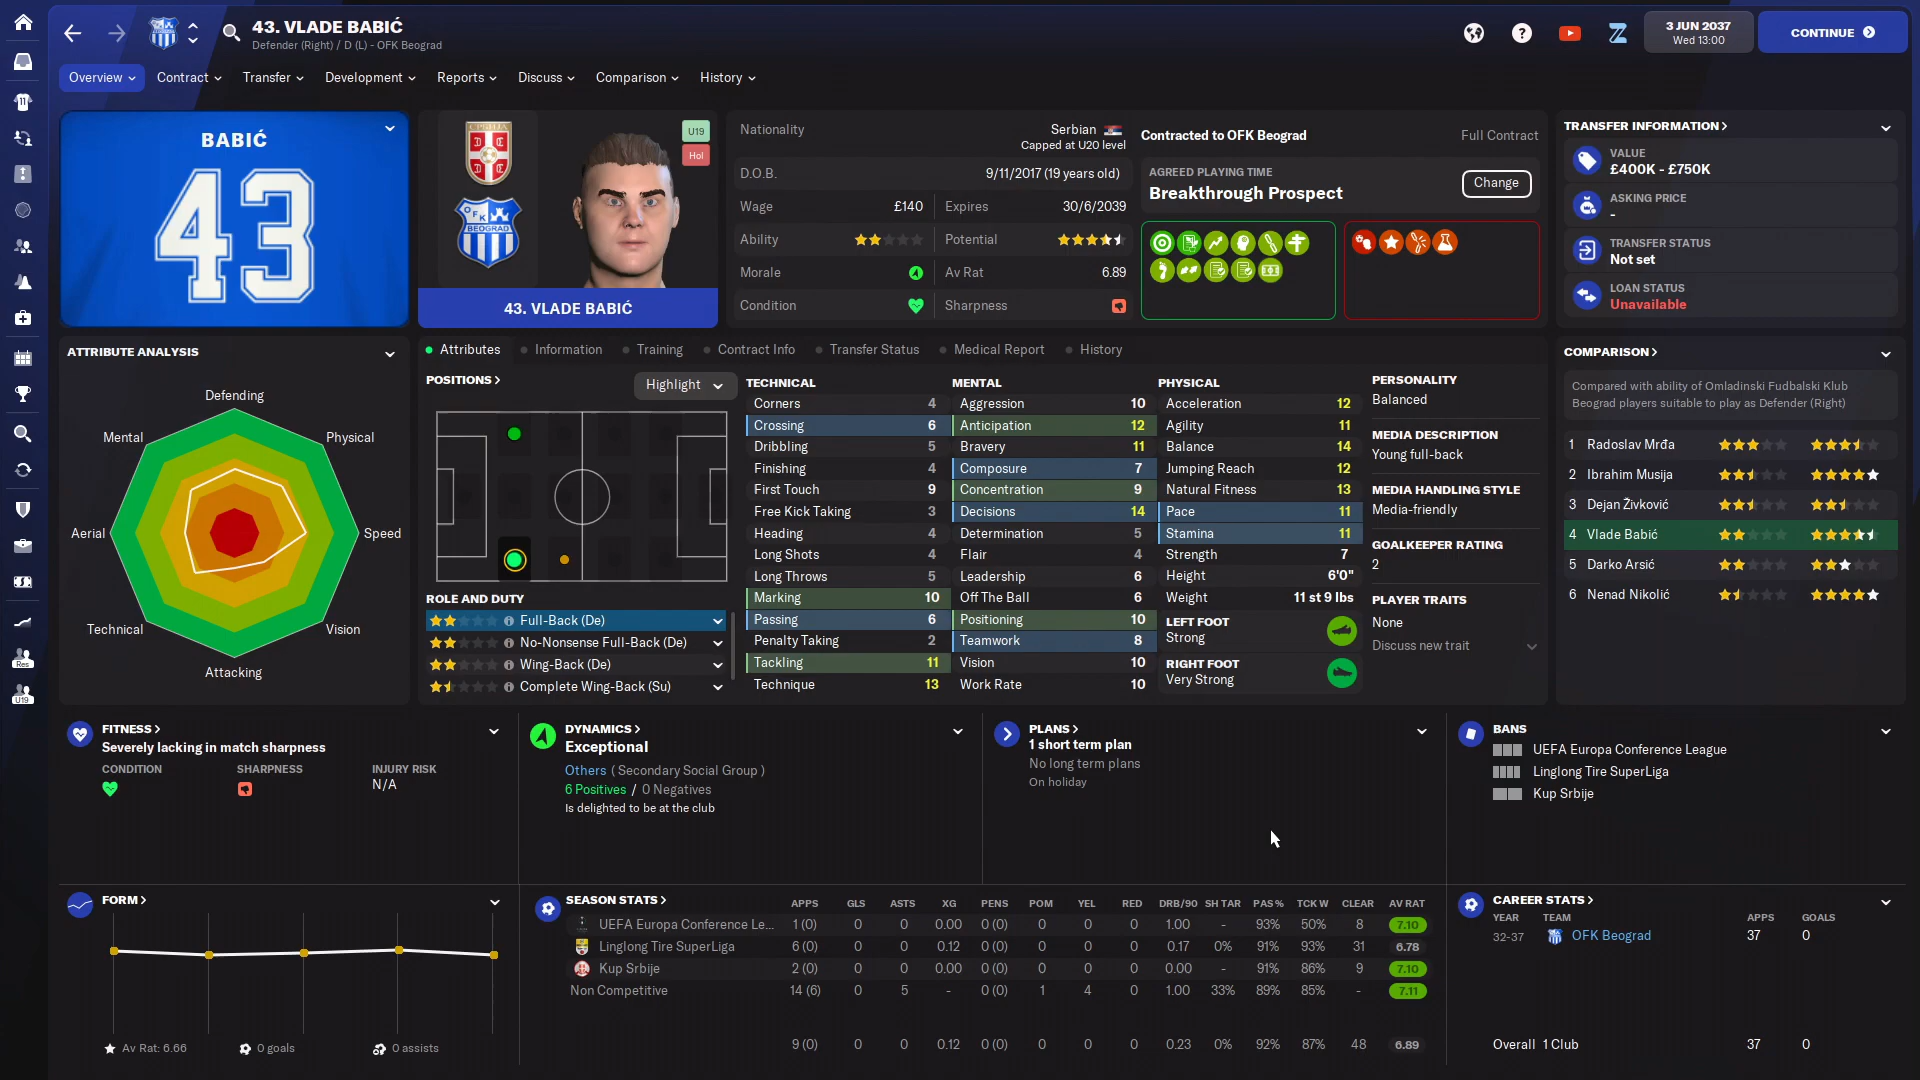 43. VLADE BABIĆ
Defender (Right) / D (L) - OFK Beograd
3 JUN 2037
Wed 13:00
CONTINUE
Overview
Contract
Transfer
Development
Reports
Discuss
Comparison
History
BABIĆ
43
U19
Hol
43. VLADE BABIĆ
Nationality
Serbian
Capped at U20 level
D.O.B.
9/11/2017 (19 years old)
Wage £140
Expires 30/6/2039
Ability
Potential
Morale
Av Rat 6.89
Condition
Sharpness
Contracted to OFK Beograd
Full Contract
AGREED PLAYING TIME
Breakthrough Prospect
Change
TRANSFER INFORMATION >
VALUE
£400K - £750K
ASKING PRICE
-
TRANSFER STATUS
Not set
LOAN STATUS
Unavailable
ATTRIBUTE ANALYSIS
Defending
Physical
Speed
Vision
Attacking
Technical
Aerial
Mental
Attributes
Information
Training
Contract Info
Transfer Status
Medical Report
History
POSITIONS >
Highlight
ROLE AND DUTY
Full-Back (De)
No-Nonsense Full-Back (De)
Wing-Back (De)
Complete Wing-Back (Su)
TECHNICAL
Corners 4
Crossing 6
Dribbling 5
Finishing 4
First Touch 9
Free Kick Taking 3
Heading 4
Long Shots 4
Long Throws 5
Marking 10
Passing 6
Penalty Taking 2
Tackling 11
Technique 13
MENTAL
Aggression 10
Anticipation 12
Bravery 11
Composure 7
Concentration 9
Decisions 14
Determination 5
Flair 4
Leadership 6
Off The Ball 6
Positioning 10
Teamwork 8
Vision 10
Work Rate 10
PHYSICAL
Acceleration 12
Agility 11
Balance 14
Jumping Reach 12
Natural Fitness 13
Pace 11
Stamina 11
Strength 7
Height 6'0"
Weight 11 st 9 lbs
LEFT FOOT
Strong
RIGHT FOOT
Very Strong
PERSONALITY
Balanced
MEDIA DESCRIPTION
Young full-back
MEDIA HANDLING STYLE
Media-friendly
GOALKEEPER RATING
2
PLAYER TRAITS
None
Discuss new trait
COMPARISON >
Compared with ability of Omladinski Fudbalski Klub
Beograd players suitable to play as Defender (Right)
1 Radoslav Mrđa
2 Ibrahim Musija
3 Dejan Živković
4 Vlade Babić
5 Darko Arsić
6 Nenad Nikolić
Res
U19
FITNESS >
Severely lacking in match sharpness
CONDITION
SHARPNESS
INJURY RISK
N/A
DYNAMICS >
Exceptional
Others ( Secondary Social Group )
6 Positives / 0 Negatives
Is delighted to be at the club
PLANS >
1 short term plan
No long term plans
On holiday
BANS
UEFA Europa Conference League
Linglong Tire SuperLiga
Kup Srbije
FORM >
Av Rat: 6.66
0 goals
0 assists
SEASON STATS > APPS GLS ASTS XG PENS POM YEL RED DRB/90 SH TAR PAS % TCK W CLEAR AV RAT
UEFA Europa Conference Le... 1 (0) 0 0 0.00 0 (0) 0 0 0 1.00 - 93% 50% 8 7.10
Linglong Tire SuperLiga 6 (0) 0 0 0.12 0 (0) 0 0 0 0.17 0% 91% 93% 31 6.78
Kup Srbije 2 (0) 0 0 0.00 0 (0) 0 0 0 0.00 - 91% 86% 9 7.10
Non Competitive 14 (6) 0 5 - 0 (0) 1 4 0 1.00 33% 89% 85% - 7.11
9 (0) 0 0 0.12 0 (0) 0 0 0 0.23 0% 92% 87% 48 6.89
CAREER STATS >
YEAR TEAM APPS GOALS
32-37 OFK Beograd 37 0
Overall 1 Club 37 0